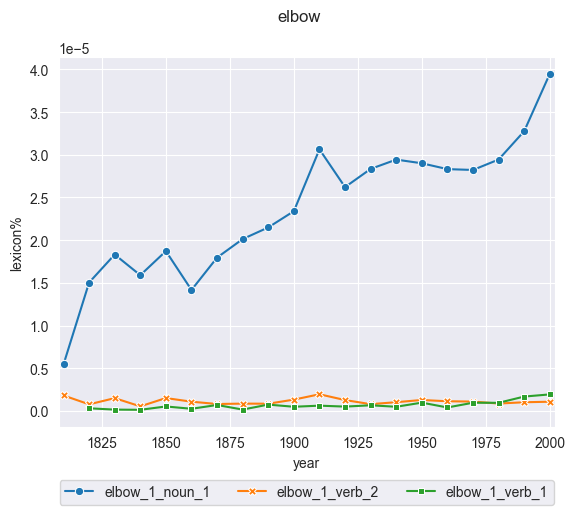 elbow
1e−5
4.0
3.5
3.0
2.5
2.0
1.5
1.0
0.5
0.0
lexicon%
1825 1850 1875 1900 1925 1950 1975 2000
year
elbow_1_noun_1 elbow_1_verb_2 elbow_1_verb_1